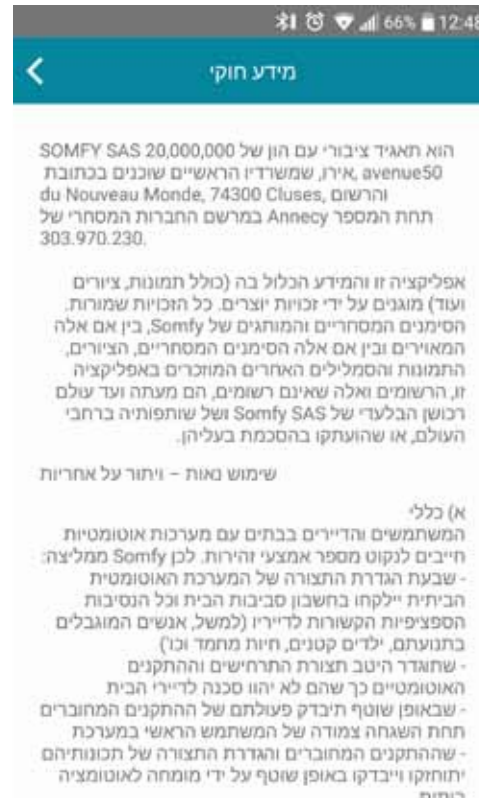 66% 12:48
מידע חוקי
SOMFY SAS 20,000,000 הוא תאגיד ציבורי עם הון של
avenue50 ,אירו, שמשרדיו הראשיים שוכנים בכתובת
du Nouveau Monde, 74300 Cluses, והרשום
תחת המספר Annecy במרשם החברות המסחרי של
303.970.230.
אפליקציה זו והמידע הכלול בה (כולל תמונות, ציורים
ועוד) מוגנים על ידי זכויות יוצרים. כל הזכויות שמורות.
הסימנים המסחריים והמותגים של Somfy, בין אם אלה
המאוירים ובין אם אלה הסימנים המסחריים, הציורים,
התמונות והסמלילים האחרים המוזכרים באפליקציה
זו, הרשומים ואלה שאינם רשומים, הם מעתה ועד עולם
רכושן הבלעדי של Somfy SAS ושל שותפותיה ברחבי
העולם, או שהועתקו בהסכמת בעליהן.
שימוש נאות – ויתור על אחריות
א) כללי
המשתמשים והדיירים בבתים עם מערכות אוטומטיות
חייבים לנקוט מספר אמצעי זהירות. לכן Somfy ממליצה:
- שבעת הגדרת התצורה של המערכת האוטומטית
הביתית יילקחו בחשבון סביבות הבית וכל הנסיבות
הספציפיות הקשורות לדייריו (למשל, אנשים המוגבלים
בתנועתם, ילדים קטנים, חיות מחמד וכו')
- שתוגדר היטב תצורת התרחישים וההתקנים
האוטומטיים כך שהם לא יהוו סכנה לדיירי הבית
- שבאופן שוטף תיבדק פעולתם של ההתקנים המחוברים
תחת השגחה צמודה של המשתמש הראשי במערכת
- שההתקנים המחוברים והגדרת התצורה של תכונותיהם
יתוחזקו וייבדקו באופן שוטף על ידי מומחה לאוטומציה